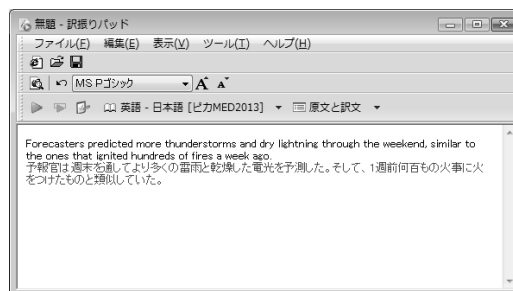 無題 - 訳振りパッド
ファイル(F) 編集(E) 表示(V) ツール(T) ヘルプ(H)
MS Pゴシック A A
英語 - 日本語 [ピカMED2013] 原文と訳文
Forecasters predicted more thunderstorms and dry lightning through the weekend, similar to
the ones that ignited hundreds of fires a week ago.
予報官は週末を通してより多くの雷雨と乾燥した電光を予測した。そして、1週前何百もの火事に火
をつけたものと類似していた。